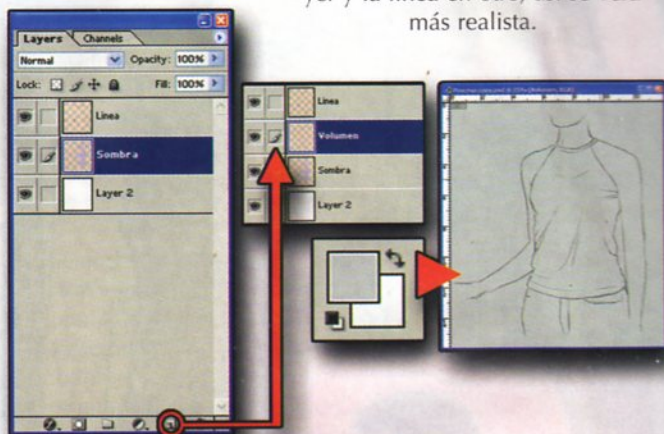 más realista.
Layers Channels
Normal Opacity: 100%
Lock: Fill: 100%
Linea
Sombra
Layer 2
Linea
Volumen
Sombra
Layer 2